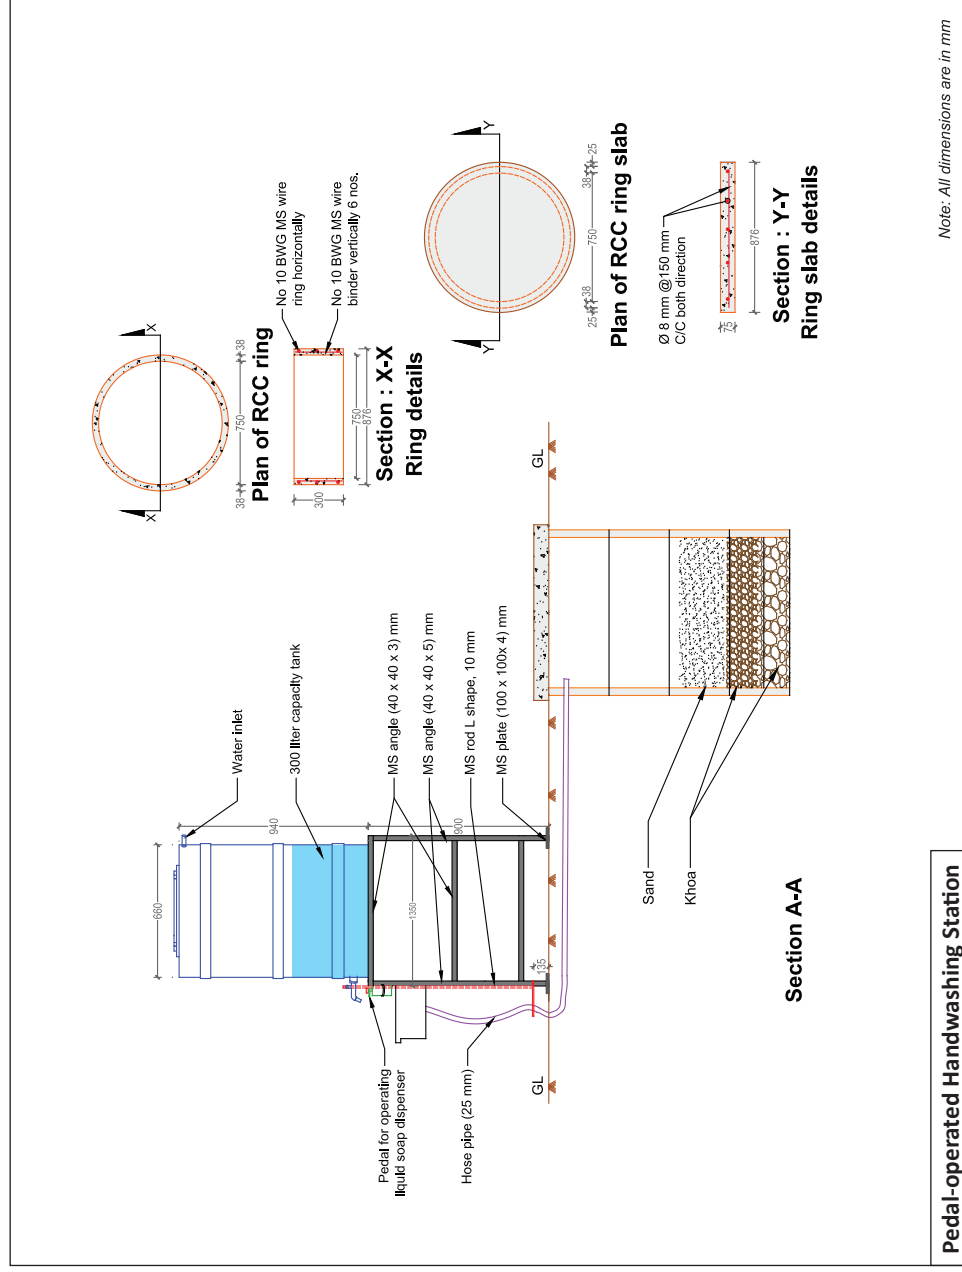 Water inlet
300 liter capacity tank
MS angle (40 x 40 x 3) mm
MS angle (40 x 40 x 5) mm
MS rod L shape, 10 mm
MS plate (100 x 100x 4) mm
660
940
900
1350
135
Pedal for operating
liquid soap dispenser
Hose pipe (25 mm)
GL
GL
Sand
Khoa
Section A-A
X
X
38
750
38
Plan of RCC ring
No 10 BWG MS wire
ring horizontally
No 10 BWG MS wire
binder vertically 6 nos.
300
750
876
Section : X-X
Ring details
Y
Y
25
38
750
38
25
Plan of RCC ring slab
Ø 8 mm @150 mm
C/C both direction
75
876
Section : Y-Y
Ring slab details
Note: All dimensions are in mm
Pedal-operated Handwashing Station